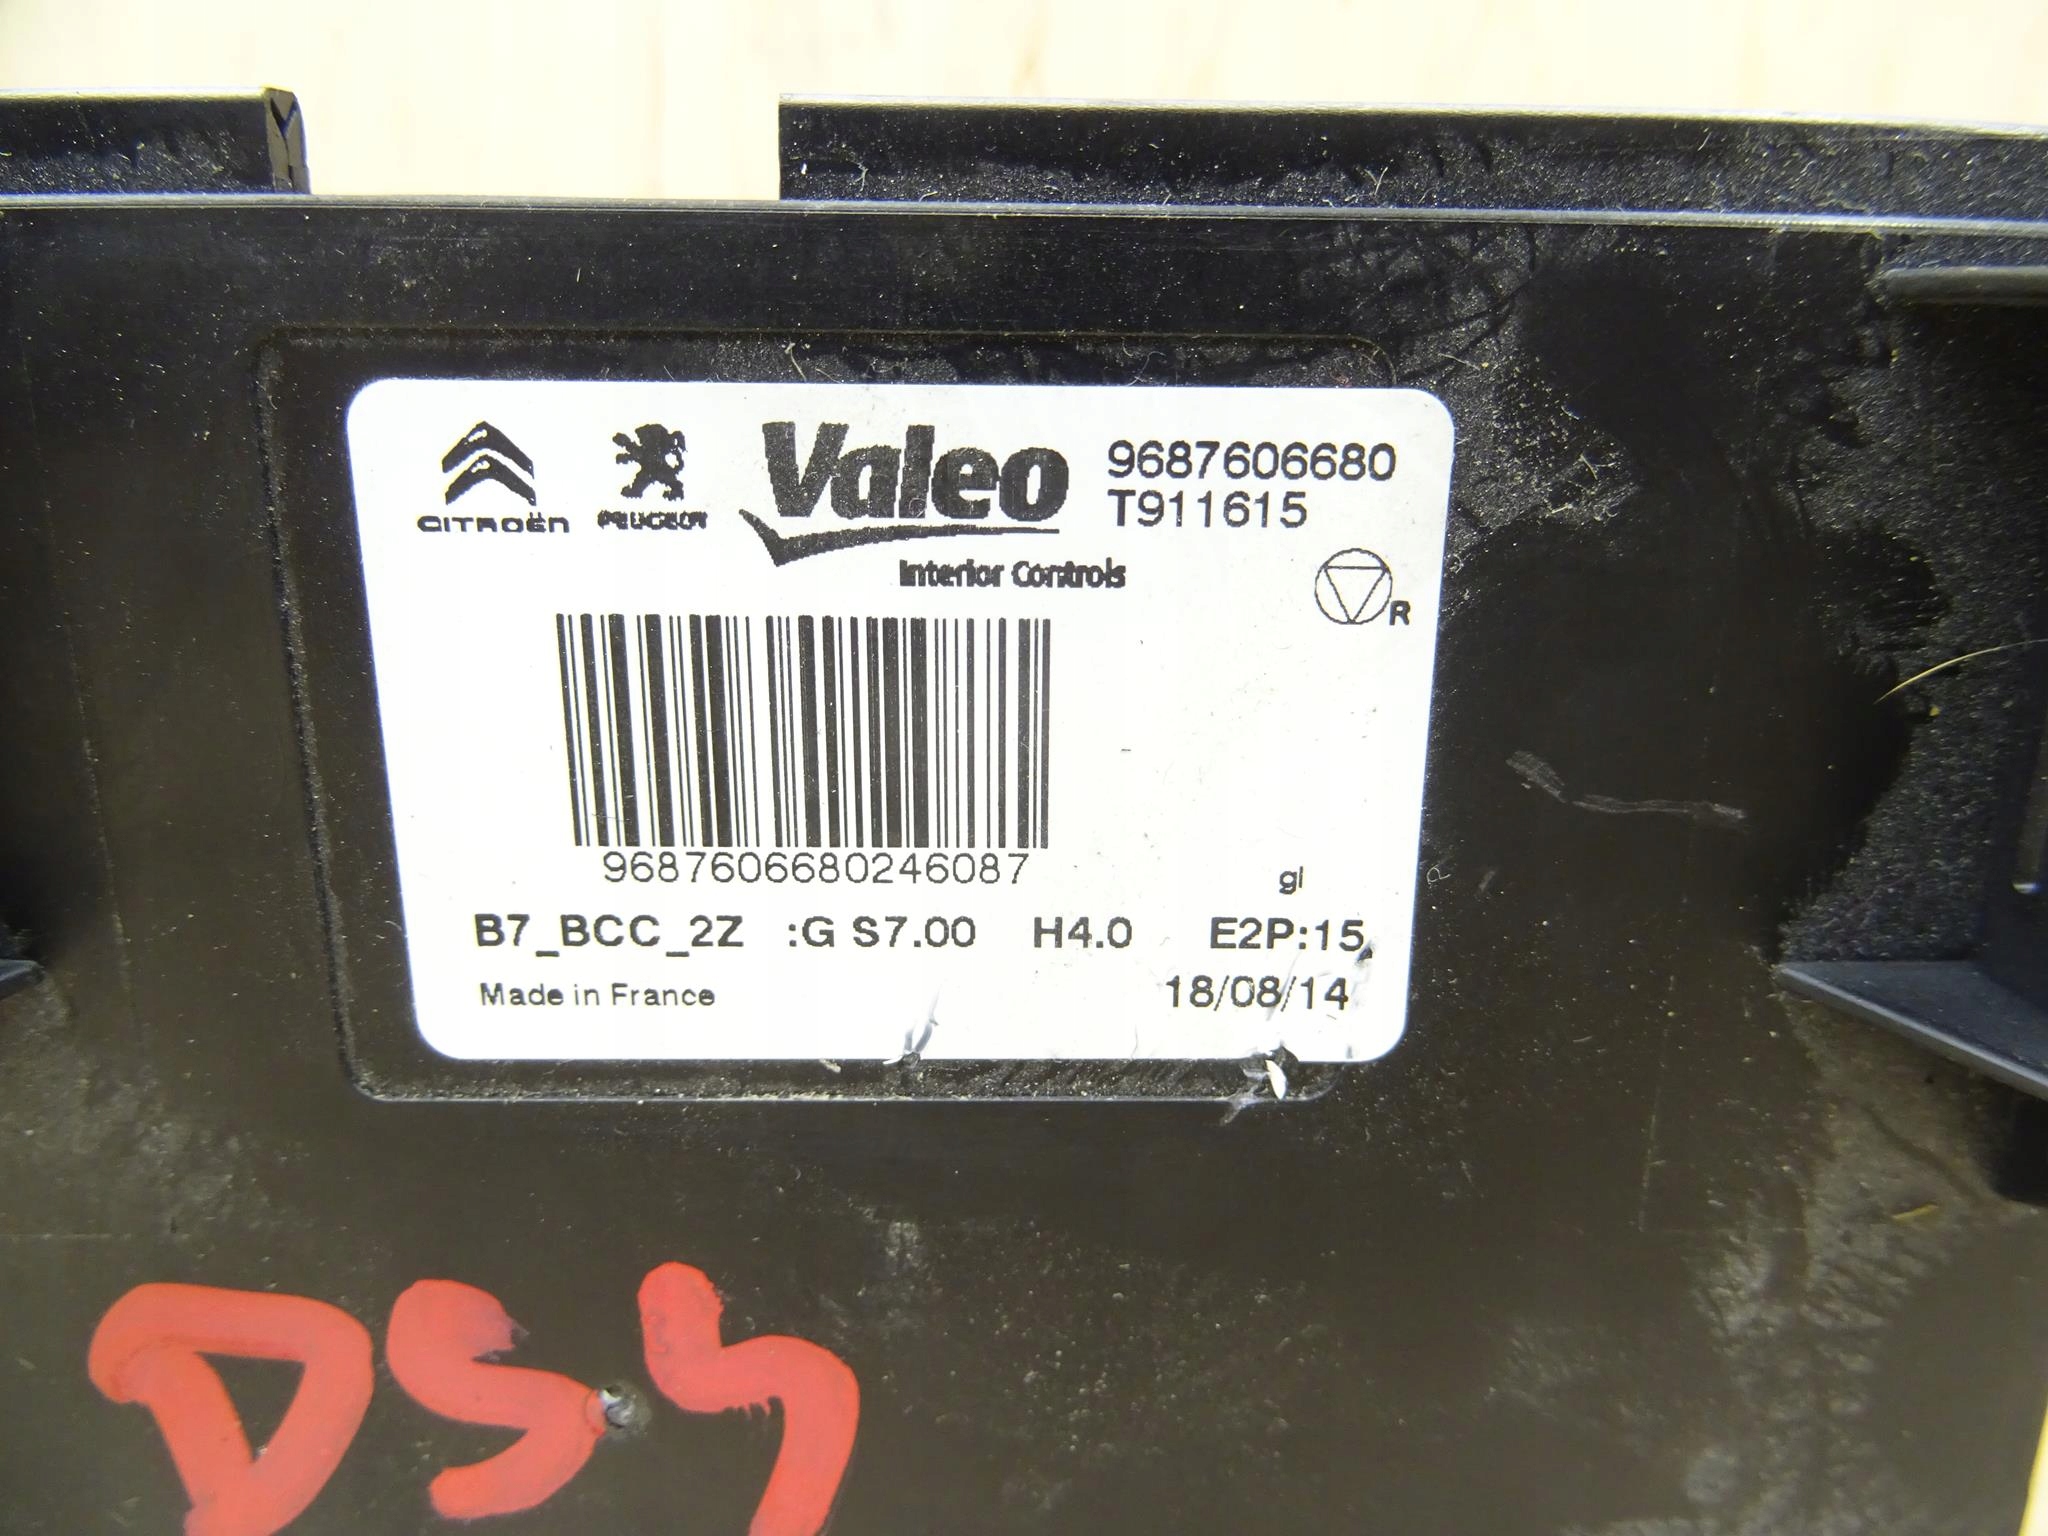 CITROËN PEUGEOT Valeo 9687606680
T911615
Interior Controls
R
9687606680246087
gl
B7_BCC_2Z :G S7.00 H4.0 E2P:15
Made in France 18/08/14
DS4